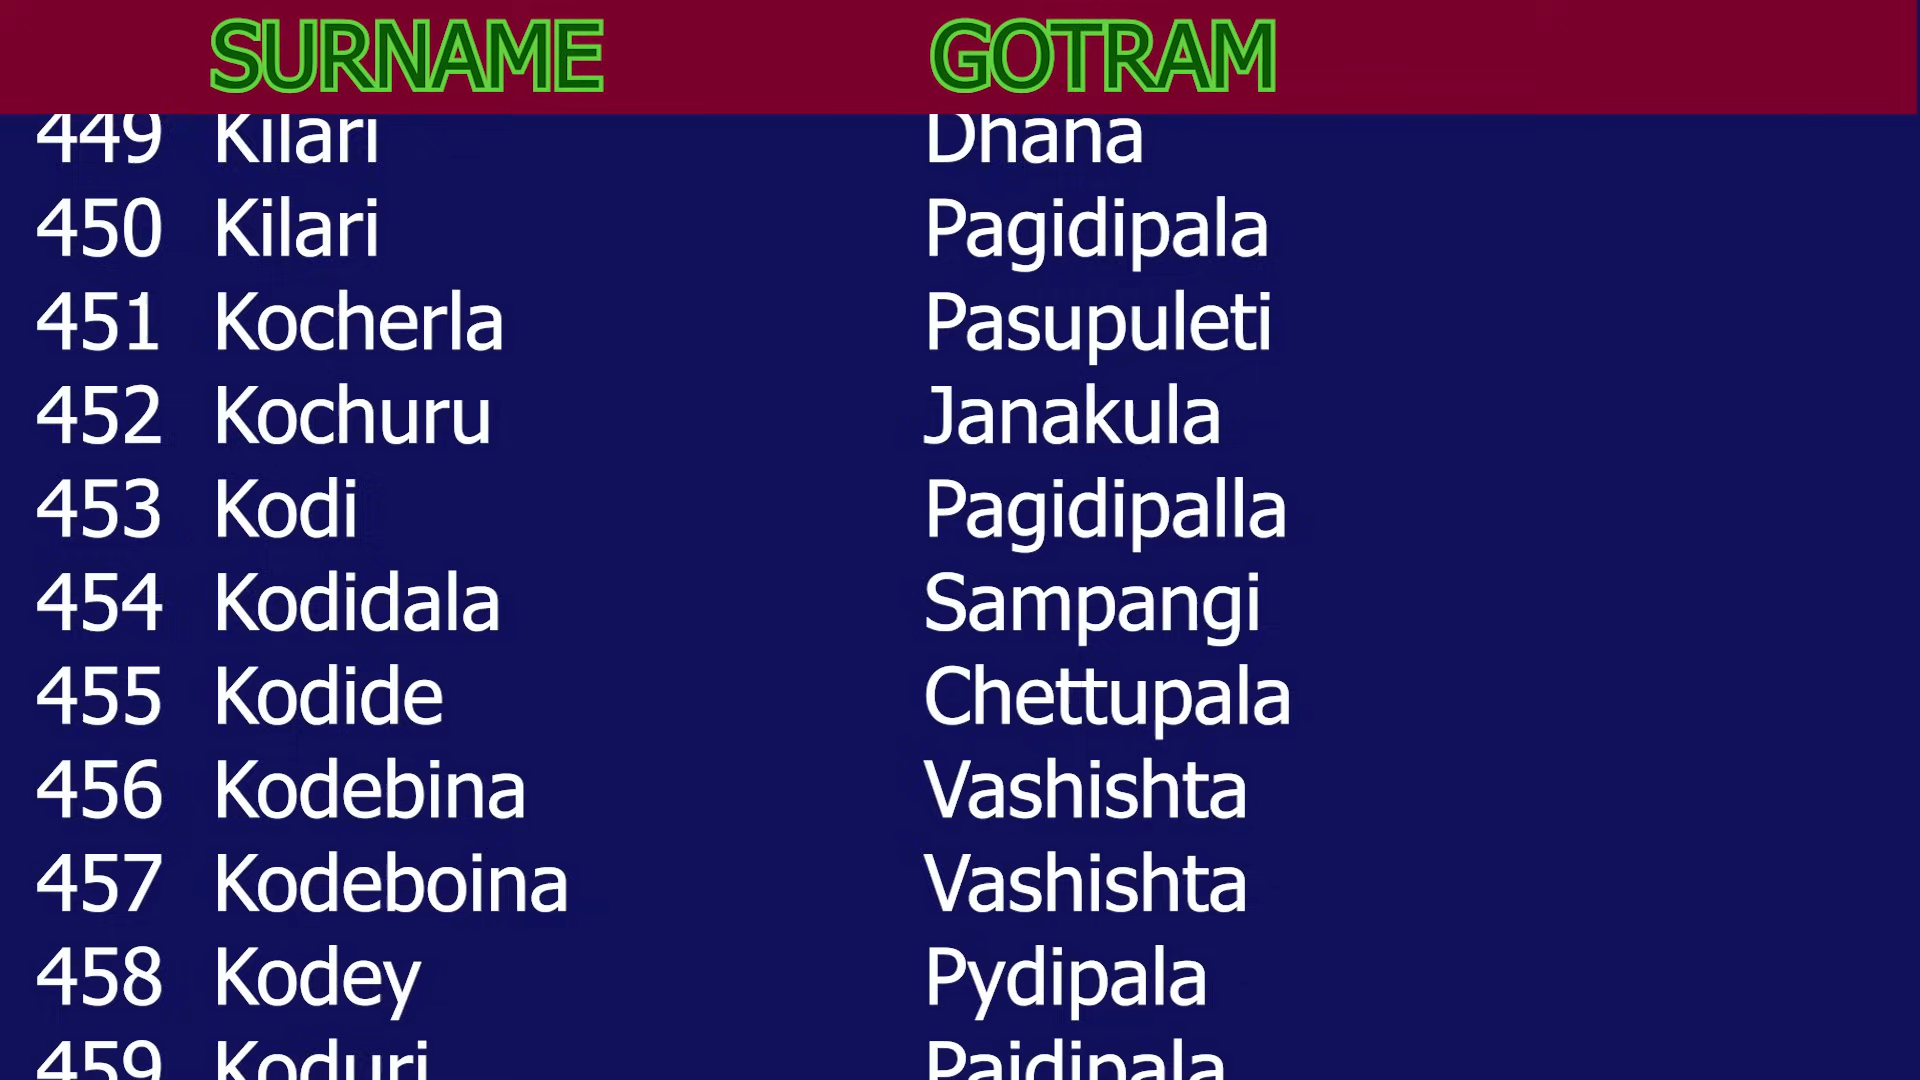 SURNAME GOTRAM
449 Kilari Dhana
450 Kilari Pagidipala
451 Kocherla Pasupuleti
452 Kochuru Janakula
453 Kodi Pagidipalla
454 Kodidala Sampangi
455 Kodide Chettupala
456 Kodebina Vashishta
457 Kodeboina Vashishta
458 Kodey Pydipala
459 Koduri Paidipala